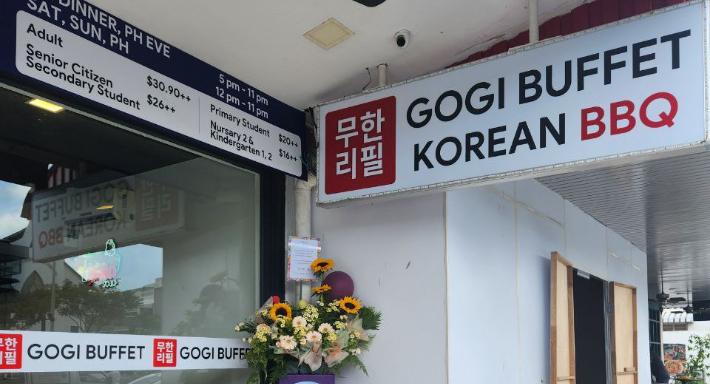 DINNER, PH EVE
SAT, SUN, PH
5 pm - 11 pm
12 pm - 11 pm
Adult $30.90++
Senior Citizen
Secondary Student $26++
Primary Student $20++
Nursary 2 &
Kindergarten 1, 2 $16++
무한
리필
GOGI BUFFET
KOREAN BBQ
무한
리필
GOGI BUFFET
무한
리필
GOGI BUFF